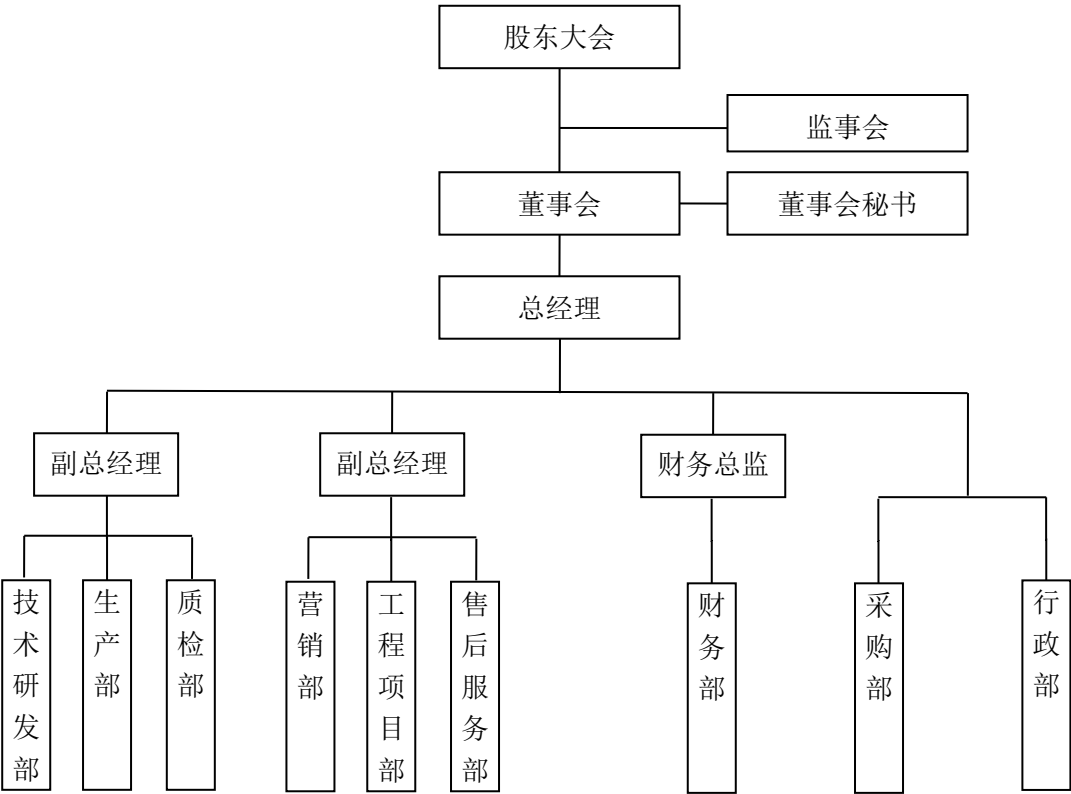 股东大会
监事会
董事会
董事会秘书
总经理
副总经理
副总经理
财务总监
技术研发部
生产部
质检部
营销部
工程项目部
售后服务部
财务部
采购部
行政部